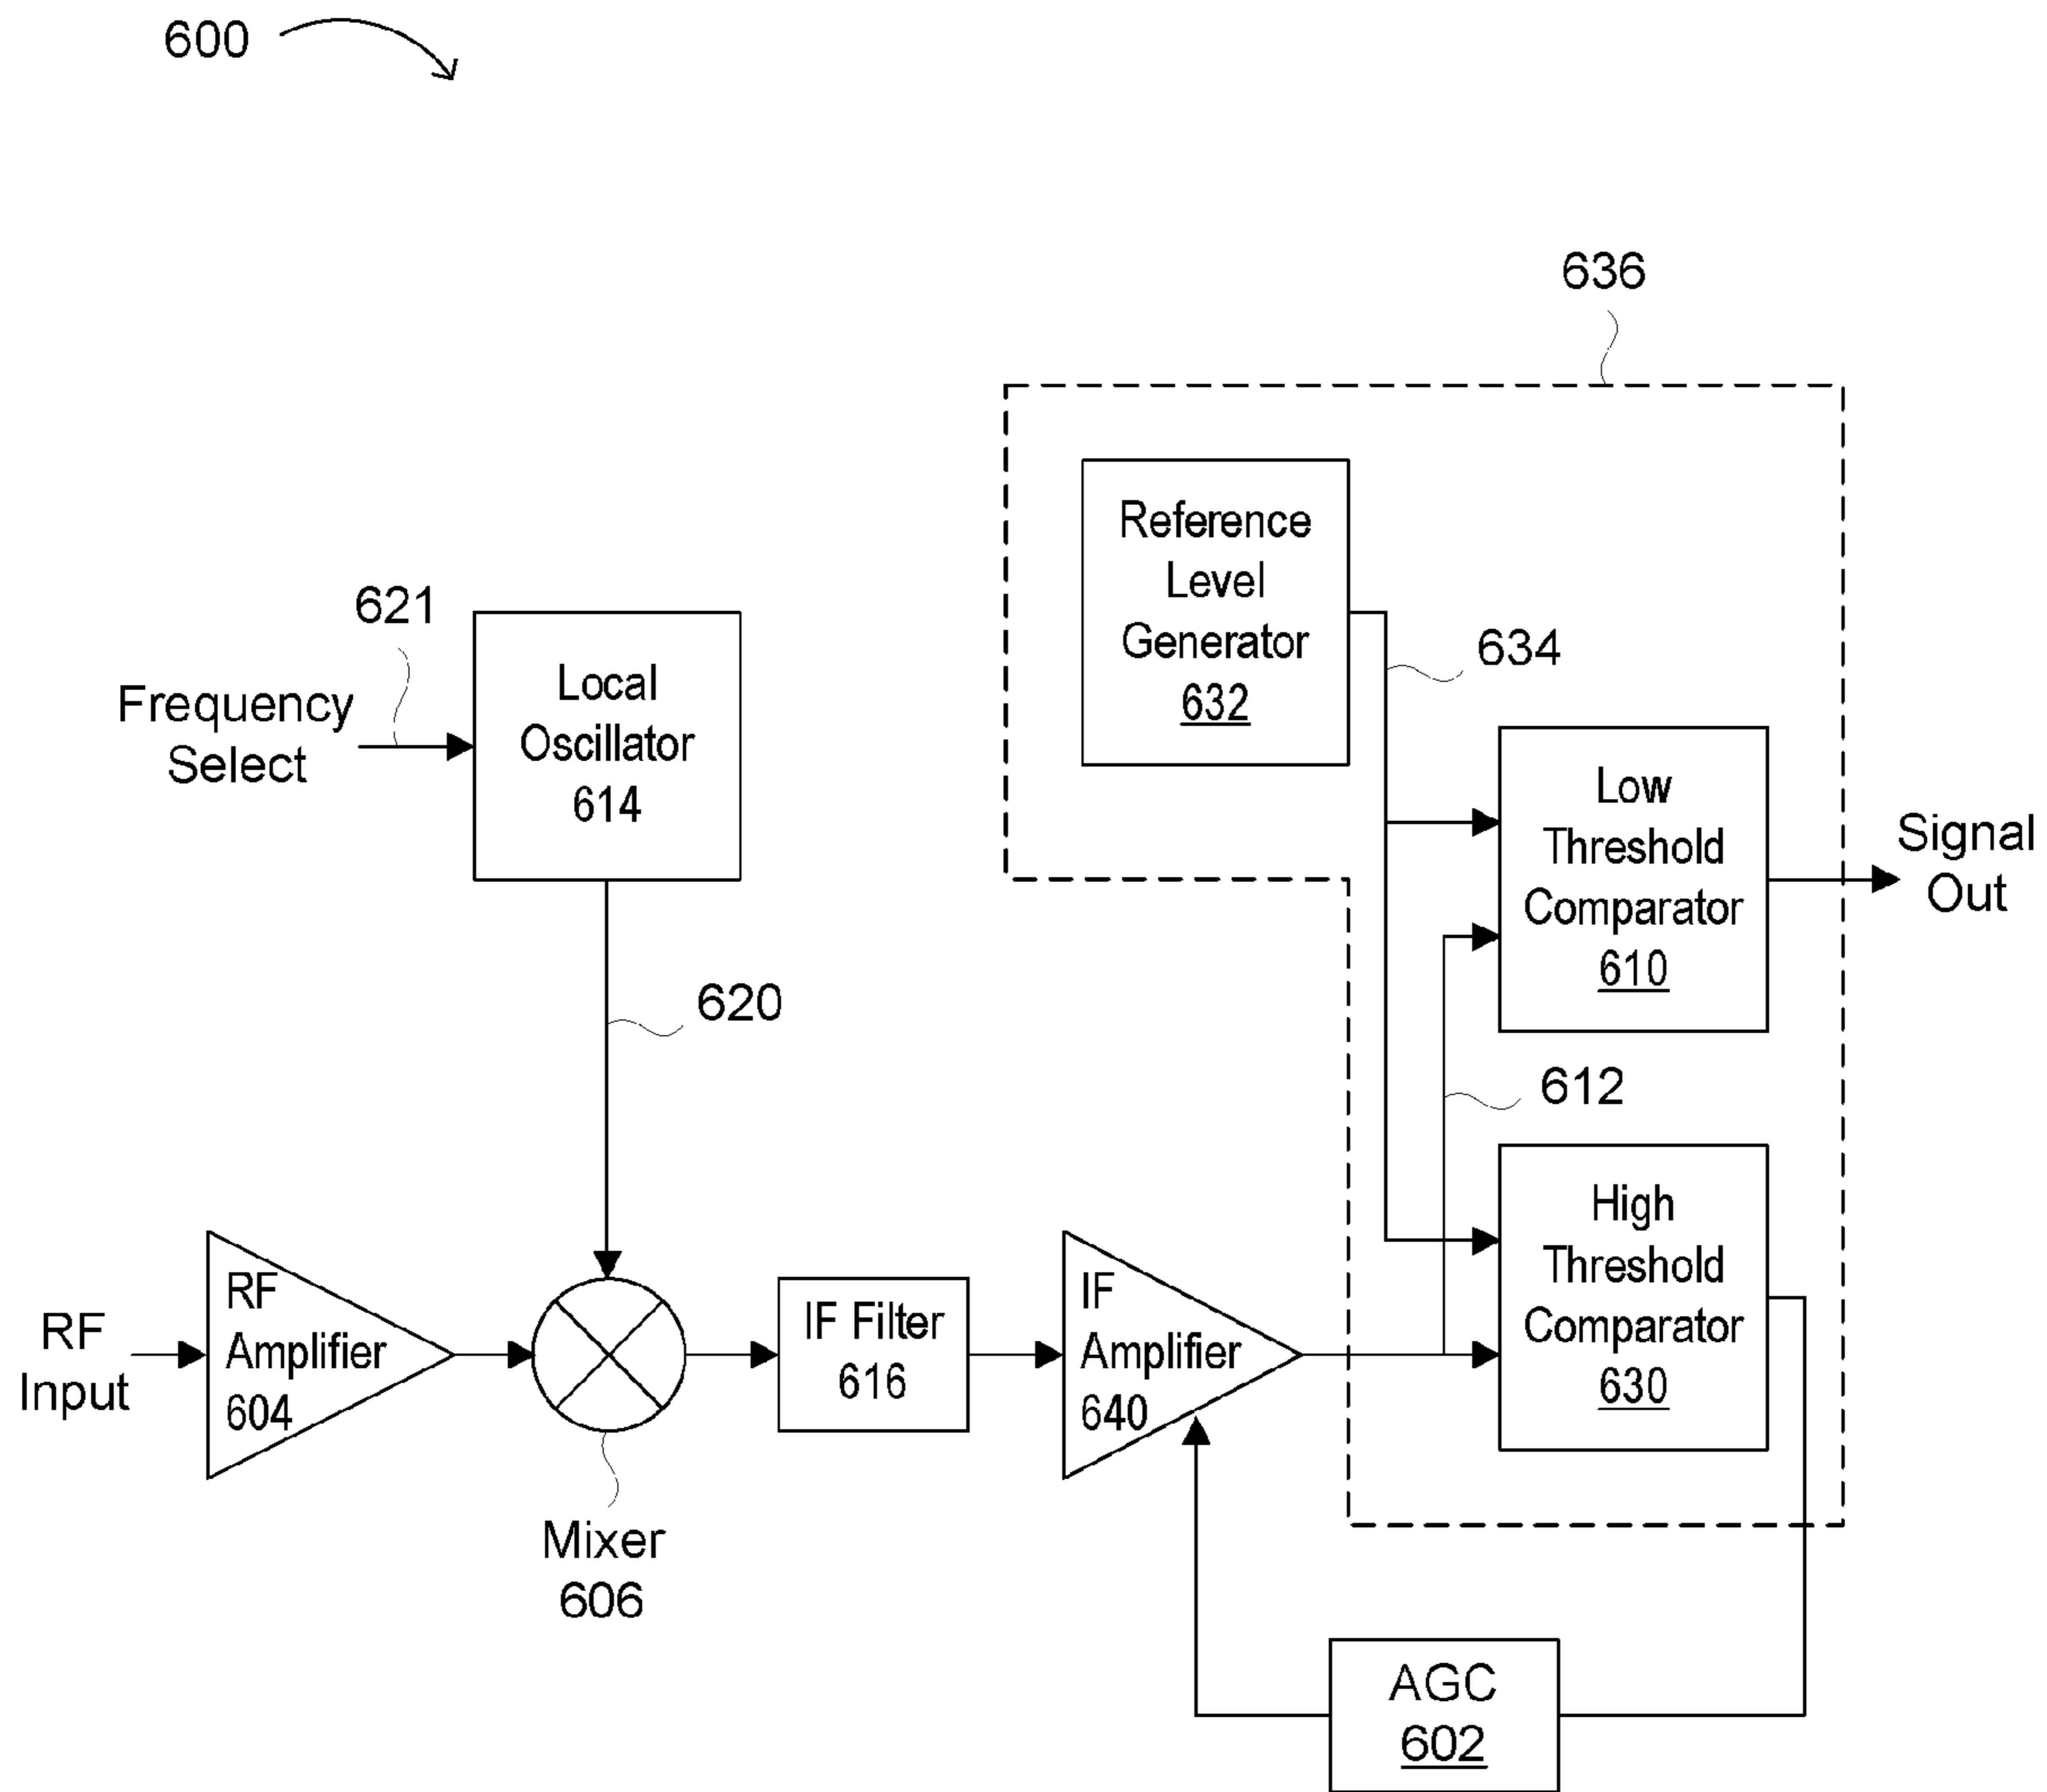 600
636
Reference
Level
Generator
632
634
621
Frequency
Select
Local
Oscillator
614
Low
Threshold
Comparator
610
Signal
Out
620
612
RF
Input
RF
Amplifier
604
Mixer
606
IF Filter
616
IF
Amplifier
640
High
Threshold
Comparator
630
AGC
602